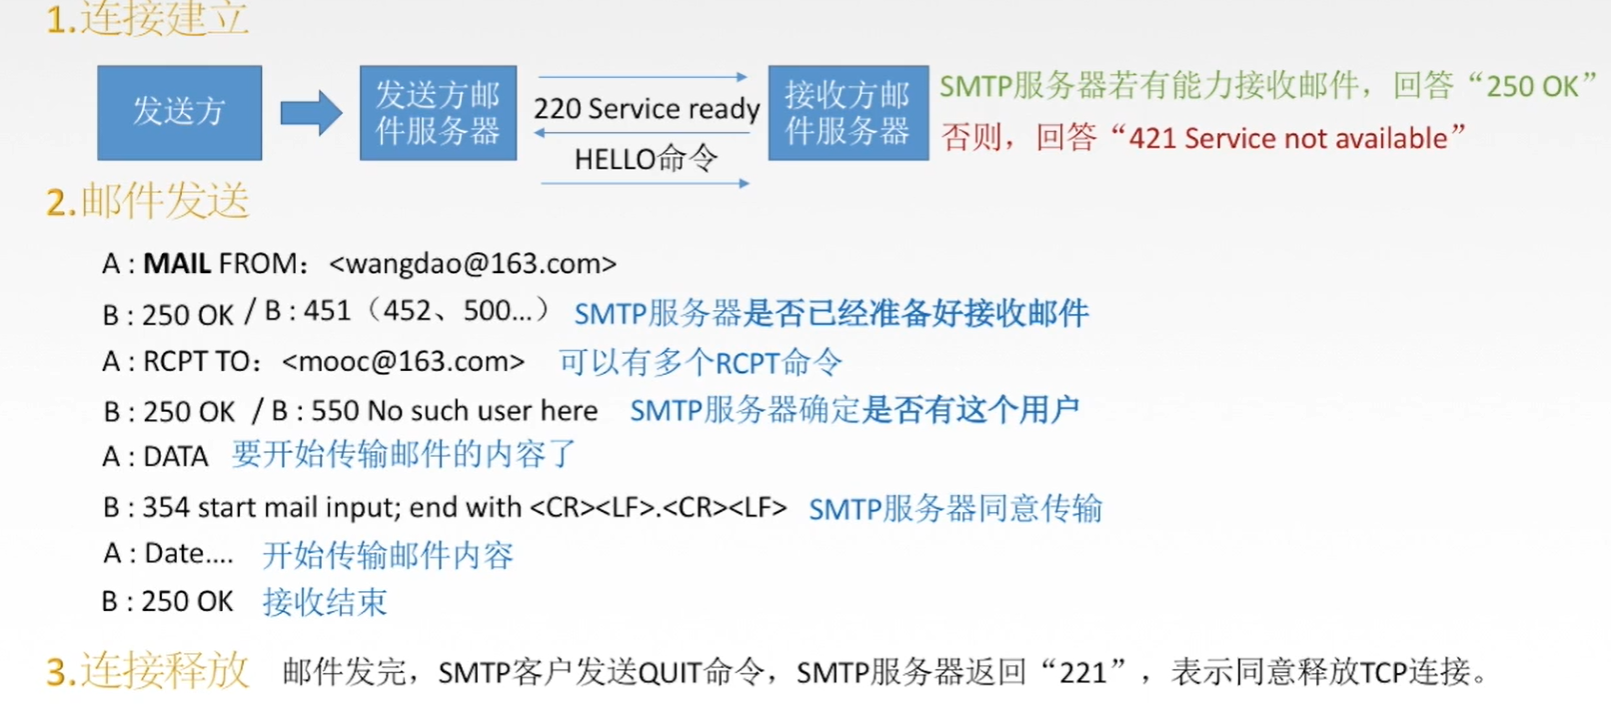 1.连接建立
发送方
发送方邮
件服务器
220 Service ready
HELLO命令
接收方邮
件服务器
SMTP服务器若有能力接收邮件，回答“250 OK”
否则，回答“421 Service not available”
2.邮件发送
A : MAIL FROM：<wangdao@163.com>
B : 250 OK / B : 451（452、500...） SMTP服务器是否已经准备好接收邮件
A : RCPT TO：<mooc@163.com> 可以有多个RCPT命令
B : 250 OK / B : 550 No such user here SMTP服务器确定是否有这个用户
A : DATA 要开始传输邮件的内容了
B : 354 start mail input; end with <CR><LF>.<CR><LF> SMTP服务器同意传输
A : Date.... 开始传输邮件内容
B : 250 OK 接收结束
3.连接释放 邮件发完，SMTP客户发送QUIT命令，SMTP服务器返回“221”，表示同意释放TCP连接。